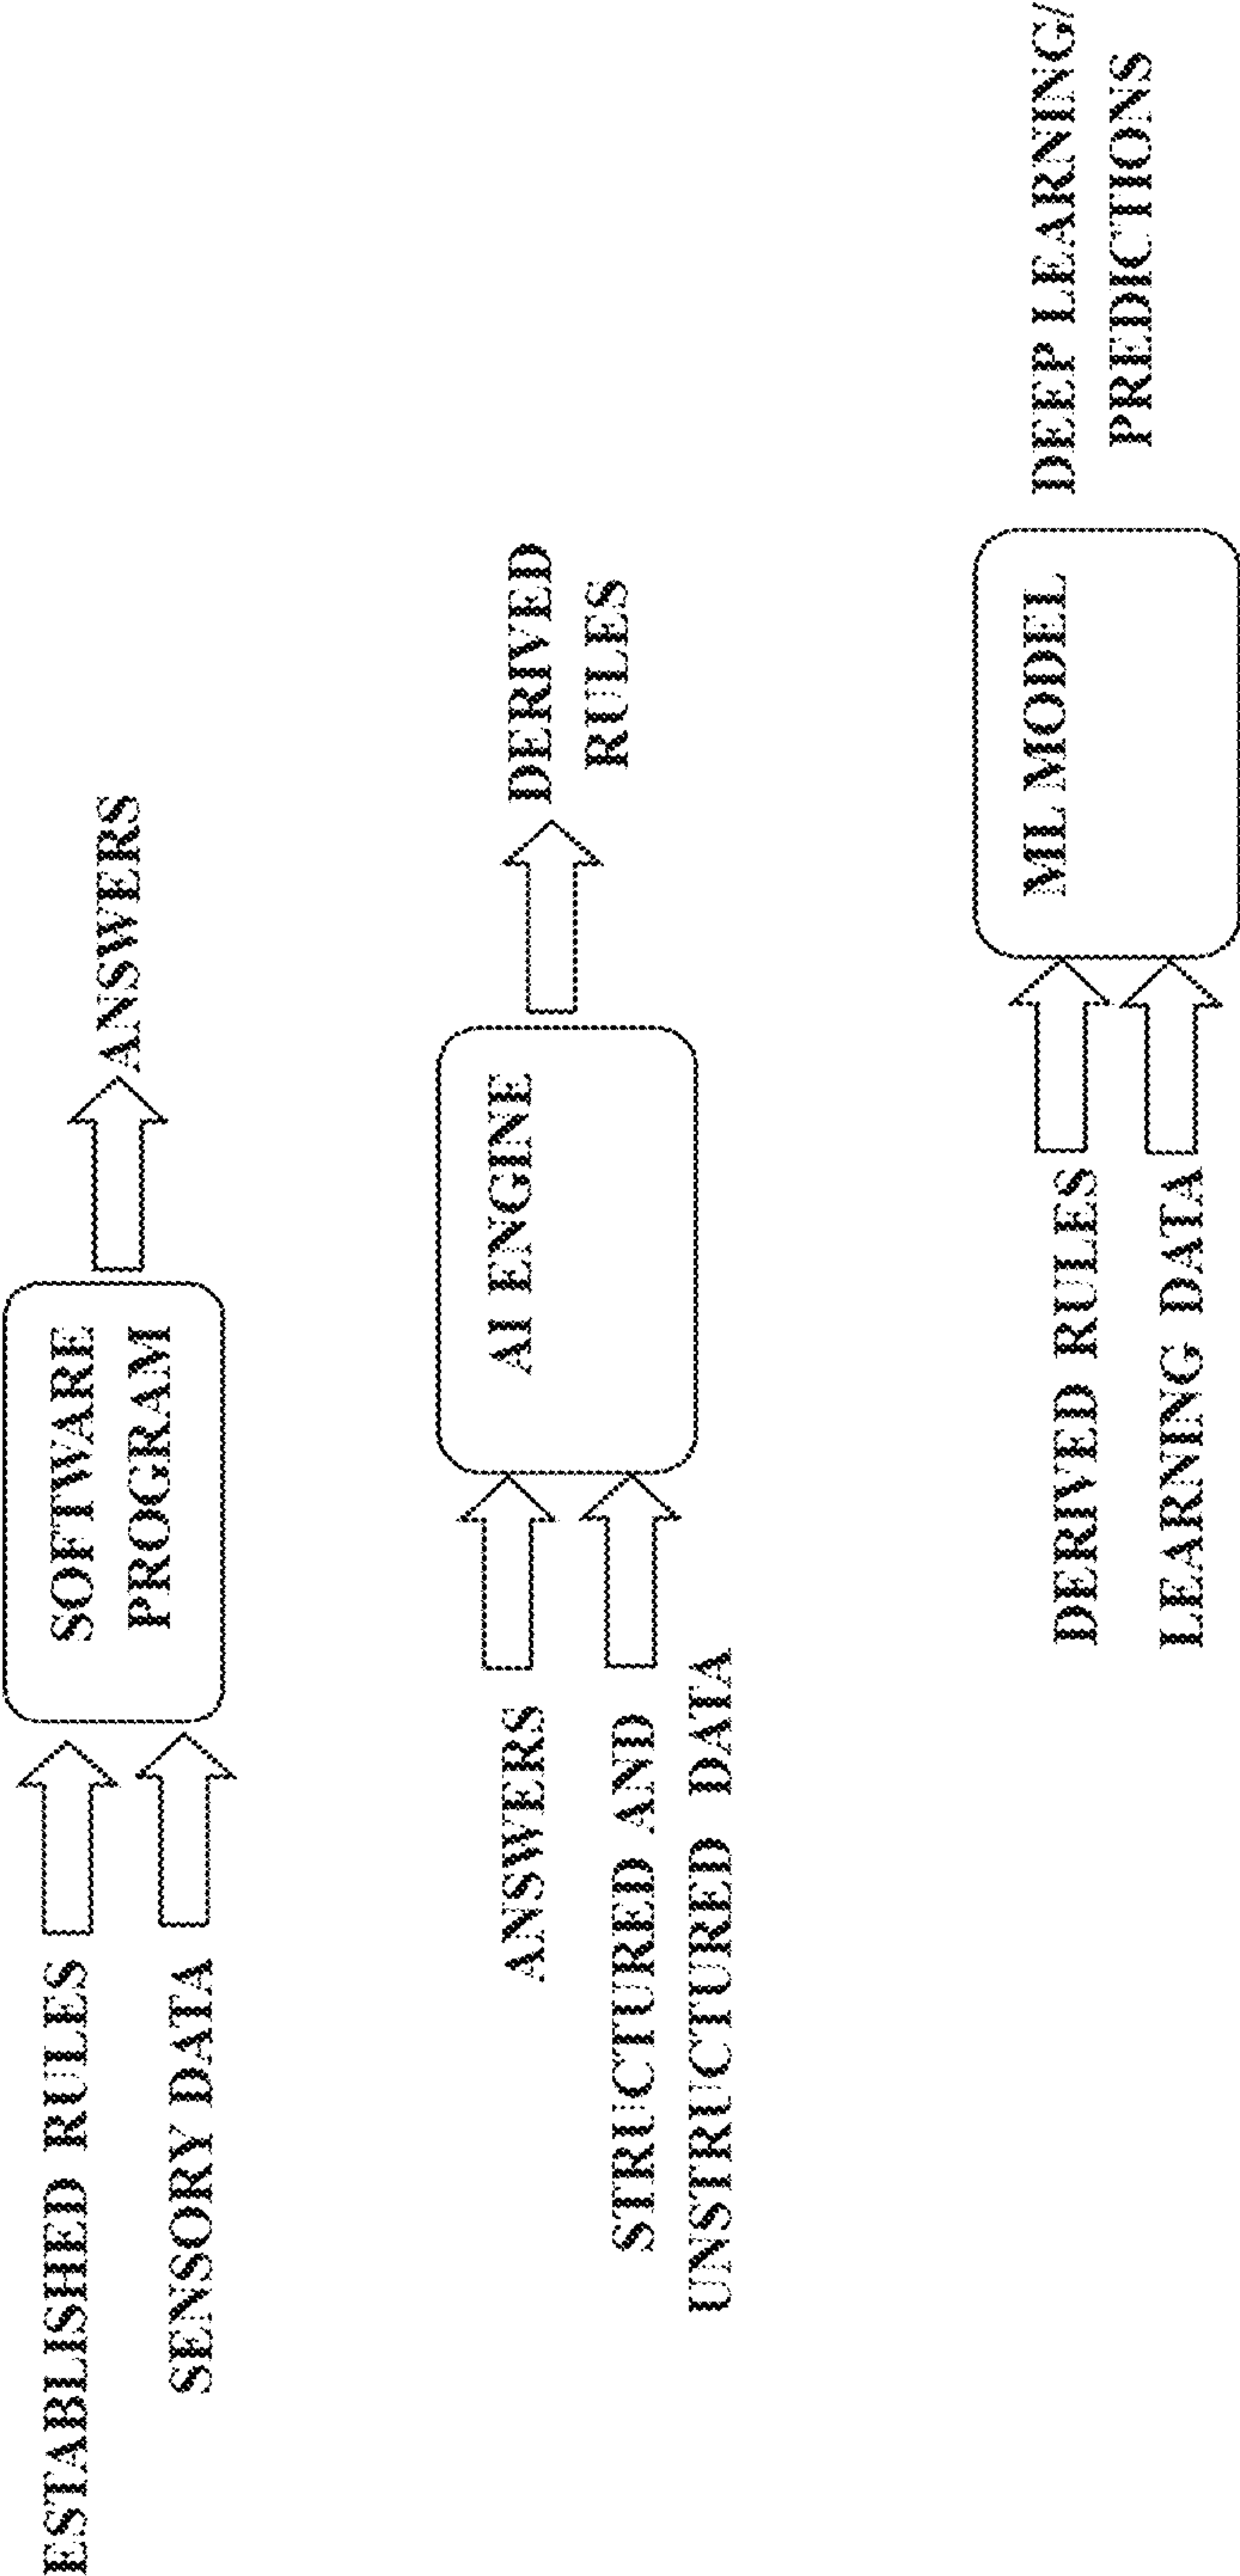 ESTABLISHED RULES
SENSORY DATA
SOFTWARE
PROGRAM
ANSWERS
ANSWERS
STRUCTURED AND
UNSTRUCTURED DATA
AI ENGINE
DERIVED
RULES
DERIVED RULES
LEARNING DATA
ML MODEL
DEEP LEARNING/
PREDICTIONS